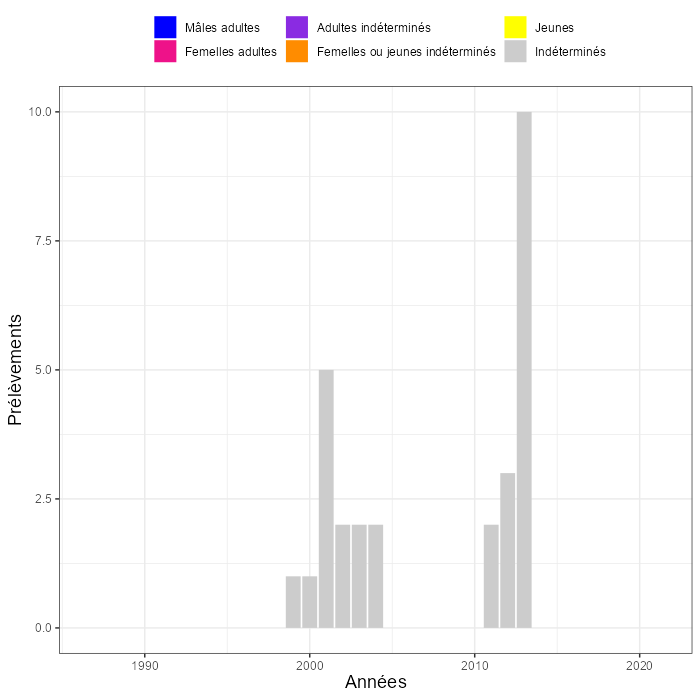 Mâles adultes Adultes indéterminés Jeunes
Femelles adultes Femelles ou jeunes indéterminés Indéterminés
10.0
7.5
5.0
2.5
0.0
Prélèvements
1990 2000 2010 2020
Années